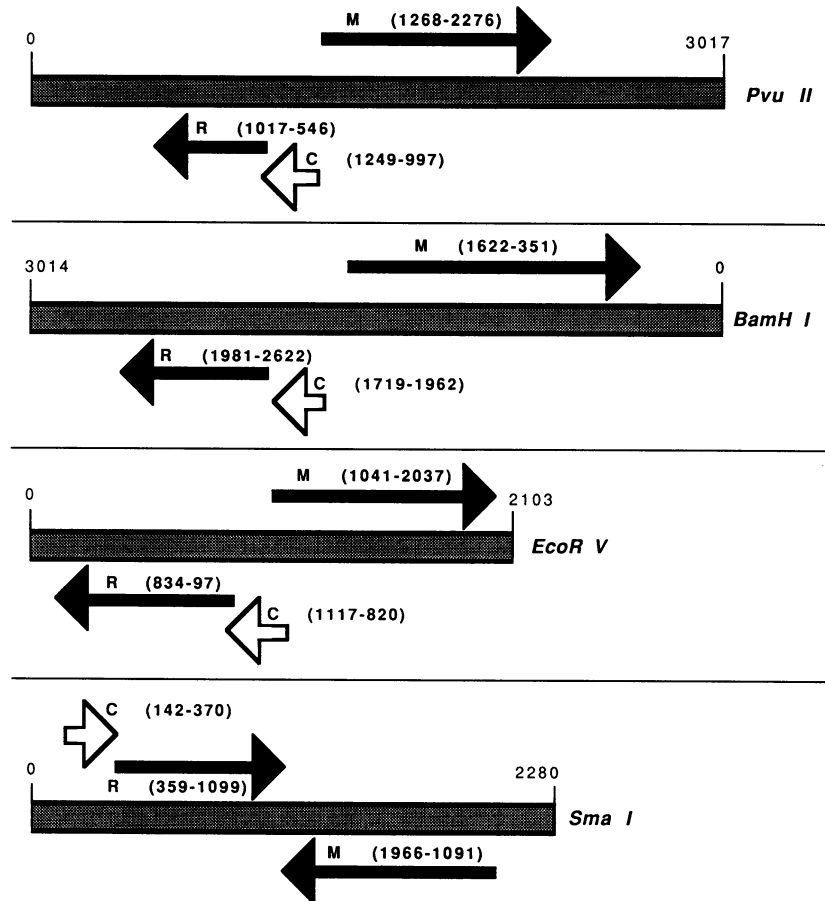 M (1268-2276)
0
3017
Pvu II
R (1017-546)
C (1249-997)
M (1622-351)
3014
0
BamH I
R (1981-2622)
C (1719-1962)
M (1041-2037)
0
2103
EcoR V
R (834-97)
C (1117-820)
C (142-370)
0
R (359-1099)
2280
Sma I
M (1966-1091)